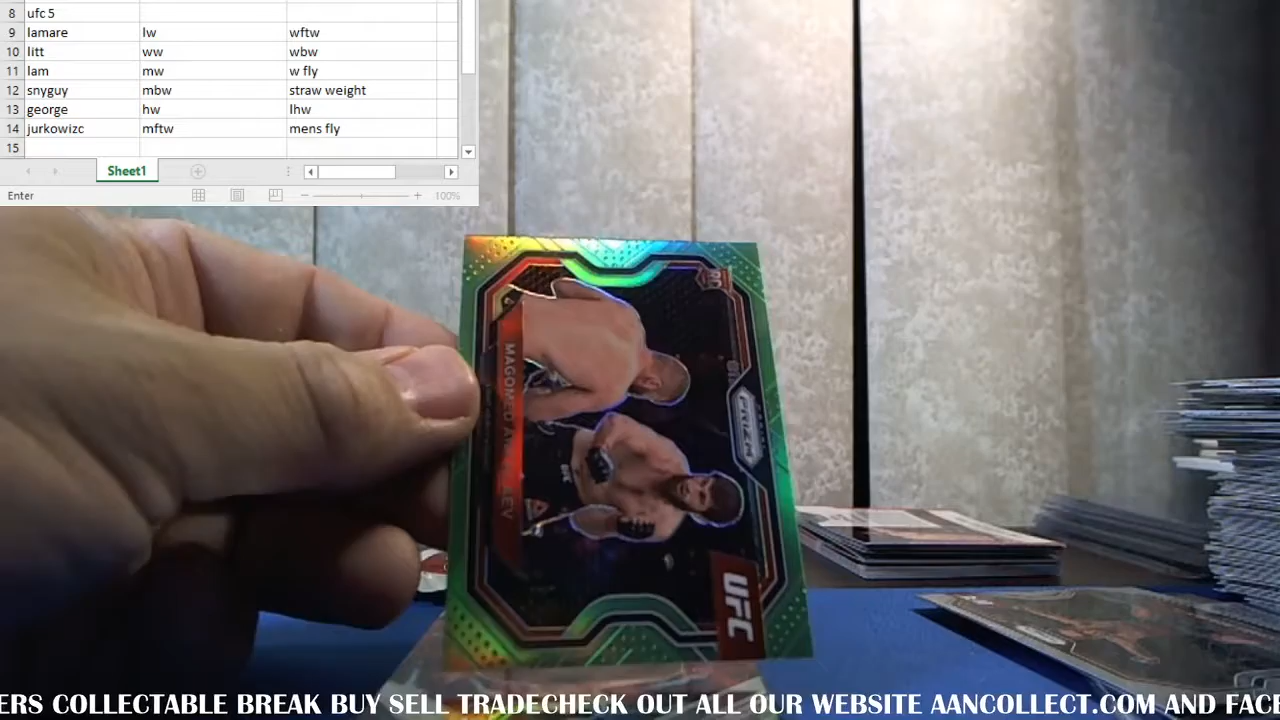 8 ufc 5
9 lamare lw wftw
10 litt ww wbw
11 lam mw w fly
12 snyguy mbw straw weight
13 george hw lhw
14 jurkowizc mftw mens fly
15
Sheet1
Enter 100%
RC
PRIZM
UFC
ERS COLLECTABLE BREAK BUY SELL TRADECHECK OUT ALL OUR WEBSITE AANCOLLECT.COM AND FACE